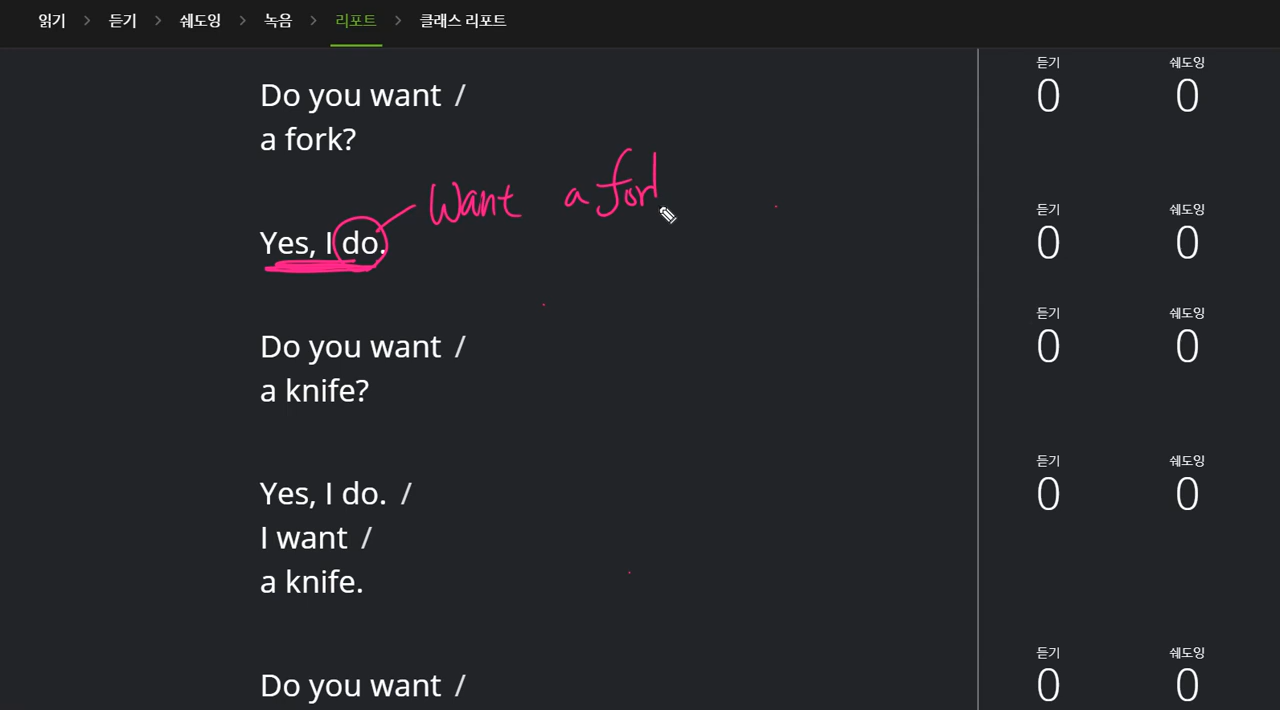 읽기 > 듣기 > 쉐도잉 > 녹음 > 리포트 > 클래스 리포트
듣기 쉐도잉
Do you want / 0 0
a fork?
want a for
듣기 쉐도잉
Yes, I do. 0 0
듣기 쉐도잉
Do you want / 0 0
a knife?
듣기 쉐도잉
Yes, I do. / 0 0
I want /
a knife.
듣기 쉐도잉
Do you want / 0 0